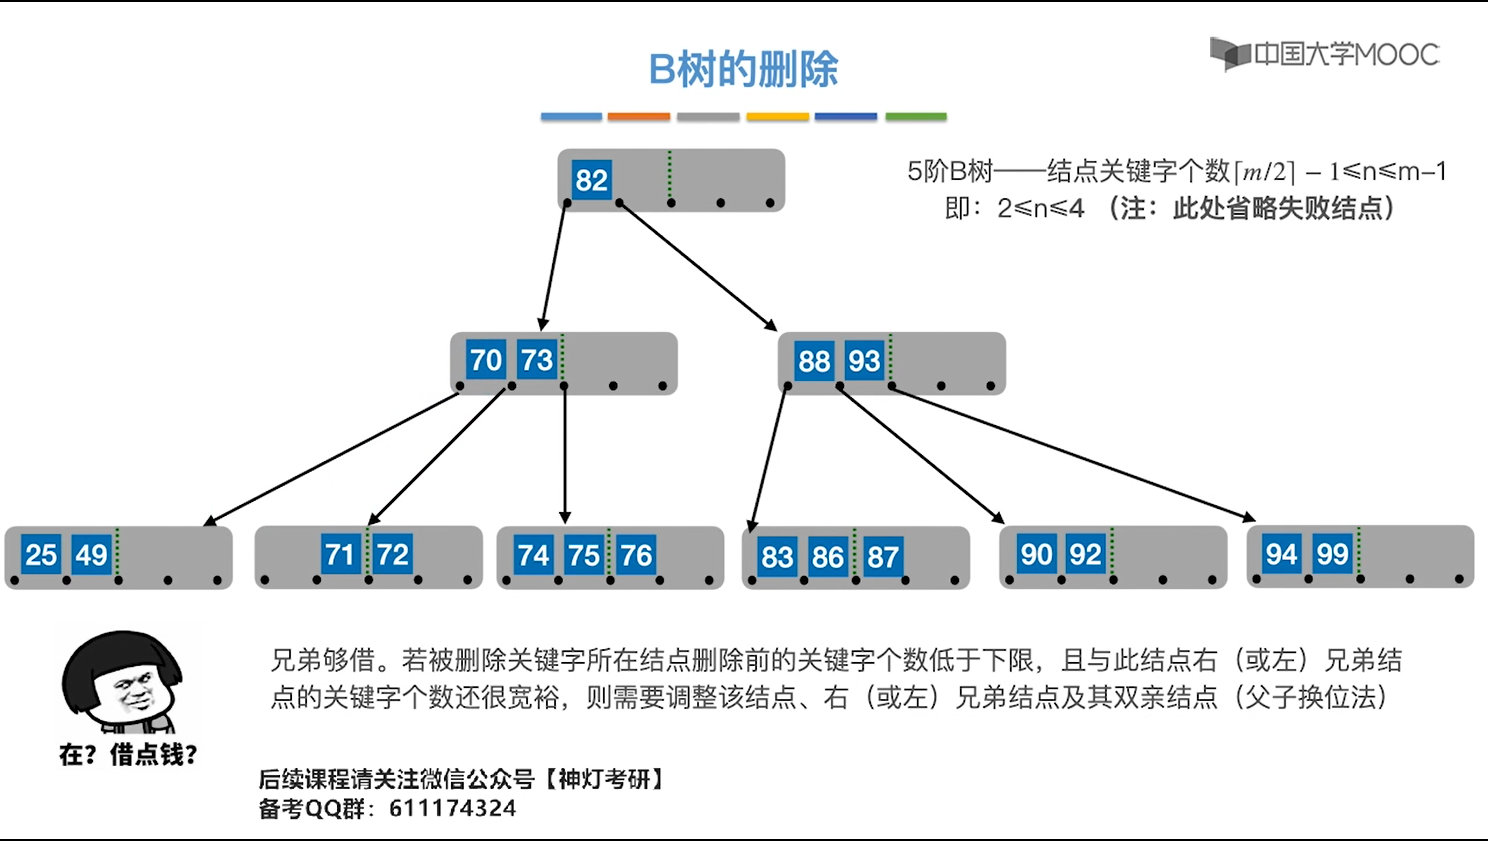 B树的删除
中国大学MOOC
5阶B树——结点关键字个数⌈m/2⌉ − 1≤n≤m–1
即：2≤n≤4 （注：此处省略失败结点）
82
70 73
88 93
25 49
71 72
74 75 76
83 86 87
90 92
94 99
兄弟够借。若被删除关键字所在结点删除前的关键字个数低于下限，且与此结点右（或左）兄弟结
点的关键字个数还很宽裕，则需要调整该结点、右（或左）兄弟结点及其双亲结点（父子换位法）
在？借点钱？
后续课程请关注微信公众号【神灯考研】
备考QQ群：611174324